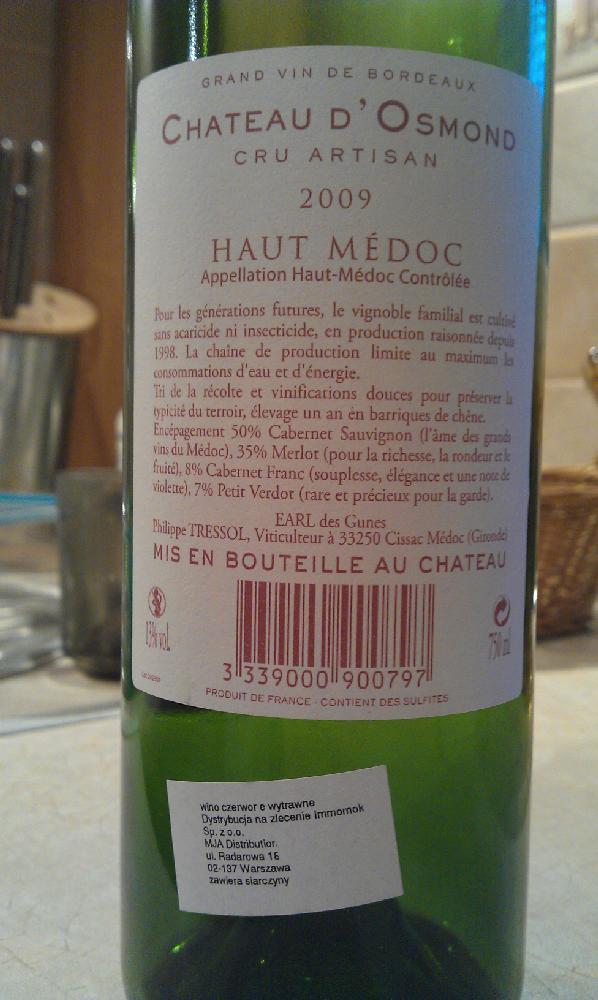 GRAND VIN DE BORDEAUX
CHATEAU D'OSMOND
CRU ARTISAN
2009
HAUT MÉDOC
Appellation Haut-Médoc Contrôlée
Pour les générations futures, le vignoble familial est cultivé
sans acaricide ni insecticide, en production raisonnée depuis
1998. La chaîne de production limite au maximum les
consommations d'eau et d'énergie.
Tri de la récolte et vinifications douces pour préserver la
typicité du terroir, élevage un an en barriques de chêne.
Encépagement 50% Cabernet Sauvignon (l'âme des grands
vins du Médoc), 35% Merlot (pour la richesse, la rondeur et le
fruité), 8% Cabernet Franc (souplesse, élégance et une note de
violette), 7% Petit Verdot (rare et précieux pour la garde).
EARL des Gunes
Philippe TRESSOL, Viticulteur à 33250 Cissac Médoc (Gironde)
MIS EN BOUTEILLE AU CHATEAU
13% vol.
750 ml
3 339000 900797
PRODUIT DE FRANCE - CONTIENT DES SULFITES
wino czerwone wytrawne
Dystrybucja na zlecenie Immomok
Sp. z o.o.
MJA Distribution
ul. Radarowa 16
02-137 Warszawa
zawiera siarczyny